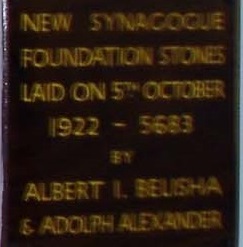 NEW SYNAGOGUE
FOUNDATION STONES
LAID ON 5TH OCTOBER
1922 - 5683
BY
ALBERT I. BELISHA
& ADOLPH ALEXANDER